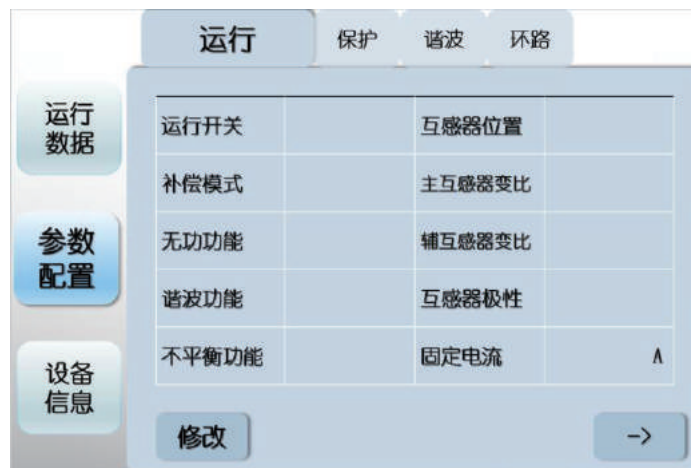 运行 保护 谐波 环路
运行
数据
参数
配置
设备
信息
运行开关 互感器位置
补偿模式 主互感器变比
无功功能 辅互感器变比
谐波功能 互感器极性
不平衡功能 固定电流 A
修改 ->